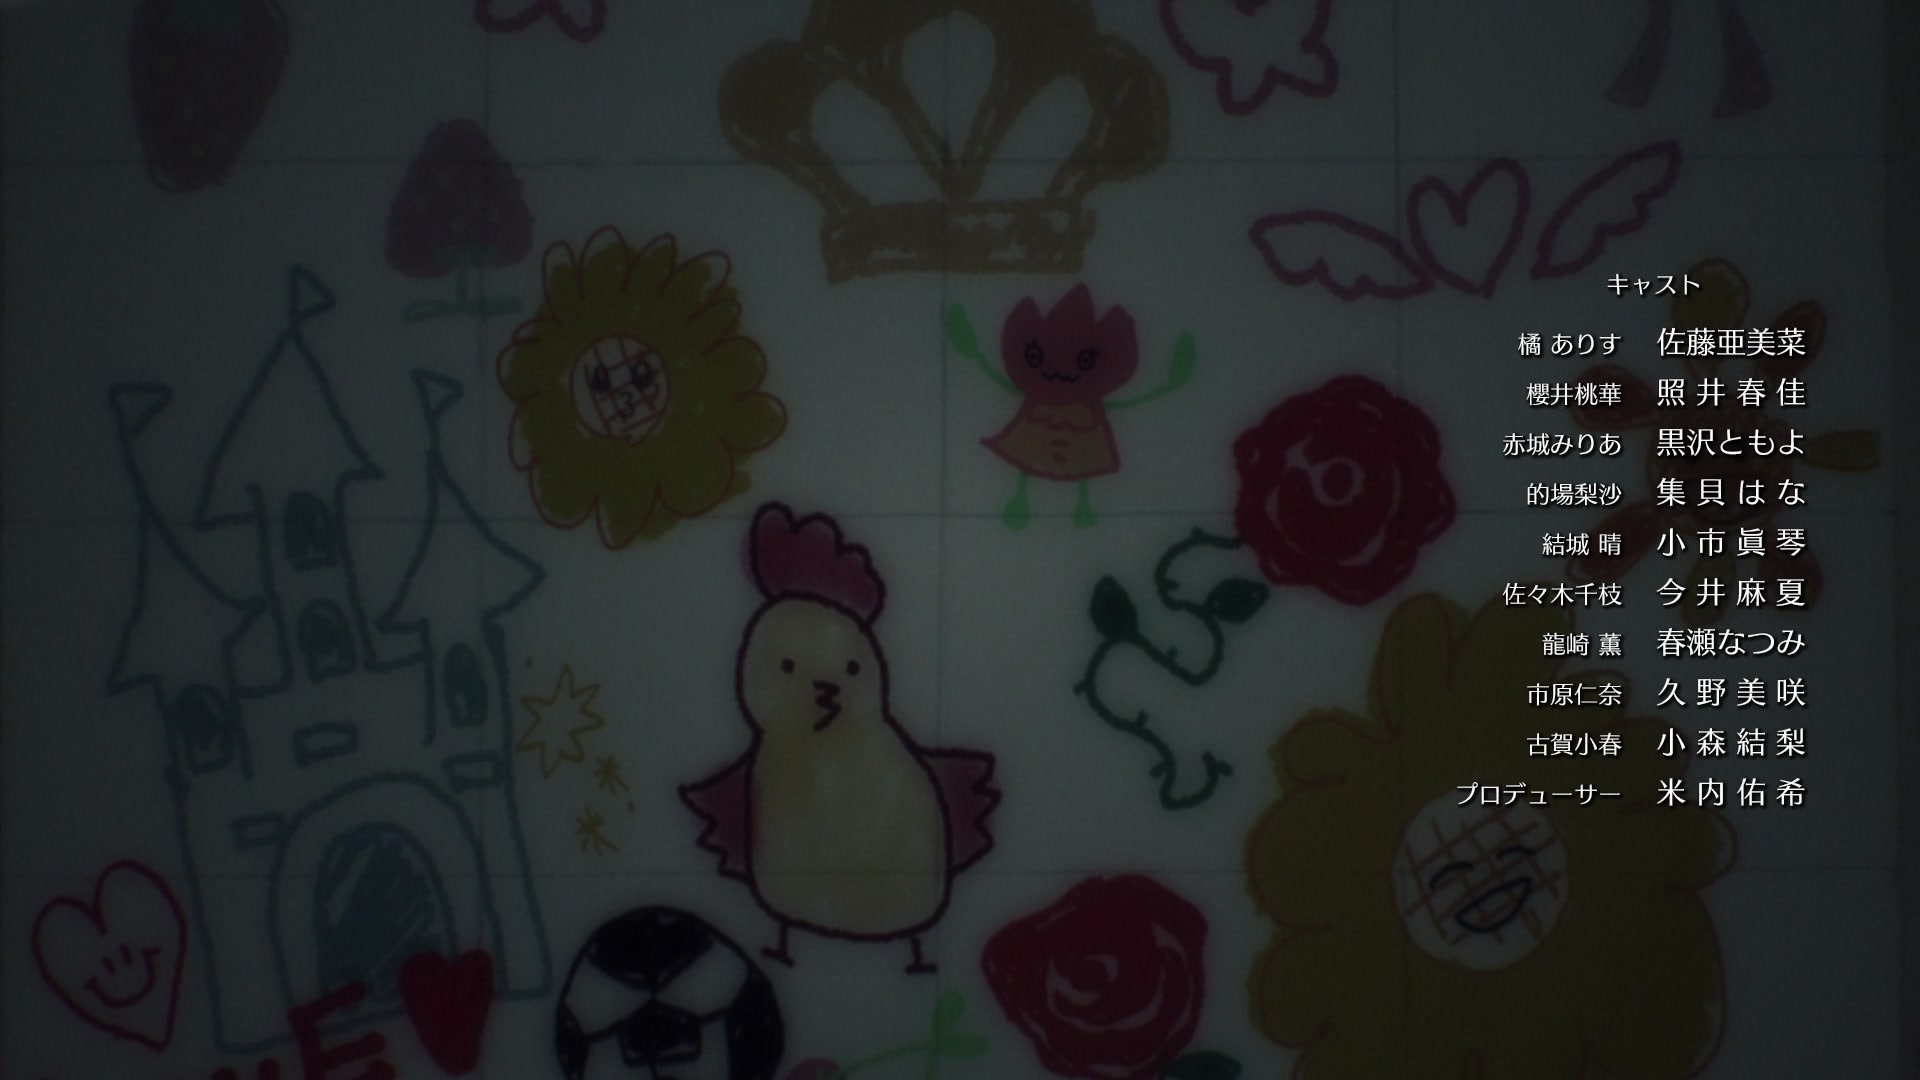 キャスト
橘 ありす 佐藤亜美菜
櫻井桃華 照井春佳
赤城みりあ 黒沢ともよ
的場梨沙 集貝はな
結城 晴 小市眞琴
佐々木千枝 今井麻夏
龍崎 薫 春瀬なつみ
市原仁奈 久野美咲
古賀小春 小森結梨
プロデューサー 米内佑希